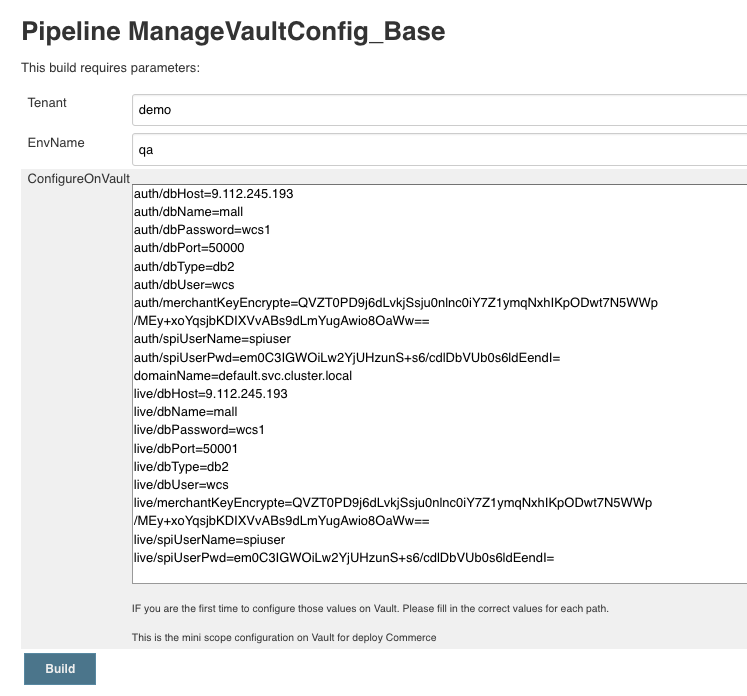 Pipeline ManageVaultConfig_Base
This build requires parameters:
Tenant
demo
EnvName
qa
ConfigureOnVault
auth/dbHost=9.112.245.193
auth/dbName=mall
auth/dbPassword=wcs1
auth/dbPort=50000
auth/dbType=db2
auth/dbUser=wcs
auth/merchantKeyEncrypte=QVZT0PD9j6dLvkjSsju0nlnc0iY7Z1ymqNxhIKpODwt7N5WWp
/MEy+xoYqsjbKDIXVvABs9dLmYugAwio8OaWw==
auth/spiUserName=spiuser
auth/spiUserPwd=em0C3IGWOiLw2YjUHzunS+s6/cdlDbVUb0s6ldEendI=
domainName=default.svc.cluster.local
live/dbHost=9.112.245.193
live/dbName=mall
live/dbPassword=wcs1
live/dbPort=50001
live/dbType=db2
live/dbUser=wcs
live/merchantKeyEncrypte=QVZT0PD9j6dLvkjSsju0nlnc0iY7Z1ymqNxhIKpODwt7N5WWp
/MEy+xoYqsjbKDIXVvABs9dLmYugAwio8OaWw==
live/spiUserName=spiuser
live/spiUserPwd=em0C3IGWOiLw2YjUHzunS+s6/cdlDbVUb0s6ldEendI=
IF you are the first time to configure those values on Vault. Please fill in the correct values for each path.
This is the mini scope configuration on Vault for deploy Commerce
Build